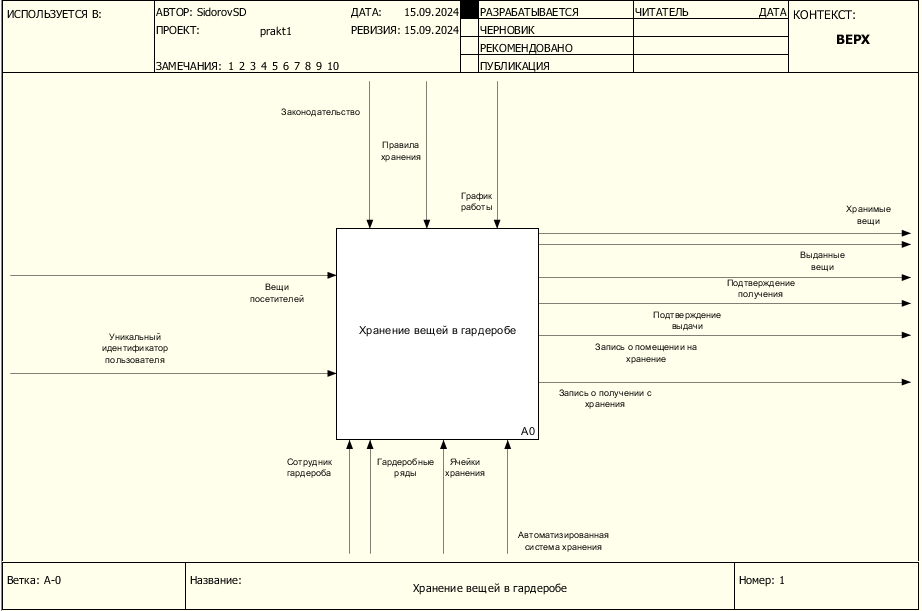 ИСПОЛЬЗУЕТСЯ В:
АВТОР: SidorovSD
ДАТА: 15.09.2024
РАЗРАБАТЫВАЕТСЯ
ЧИТАТЕЛЬ
ДАТА
КОНТЕКСТ:
ПРОЕКТ: prakt1
РЕВИЗИЯ: 15.09.2024
ЧЕРНОВИК
ВЕРХ
РЕКОМЕНДОВАНО
ЗАМЕЧАНИЯ: 1 2 3 4 5 6 7 8 9 10
ПУБЛИКАЦИЯ
Законодательство
Правила
хранения
График
работы
Хранимые
вещи
Выданные
вещи
Вещи
посетителей
Подтверждение
получения
Подтверждение
выдачи
Уникальный
идентификатор
пользователя
Хранение вещей в гардеробе
A0
Запись о помещении на
хранение
Запись о получении с
хранения
Сотрудник
гардероба
Гардеробные
ряды
Ячейки
хранения
Автоматизированная
система хранения
Ветка: A-0
Название:
Хранение вещей в гардеробе
Номер: 1